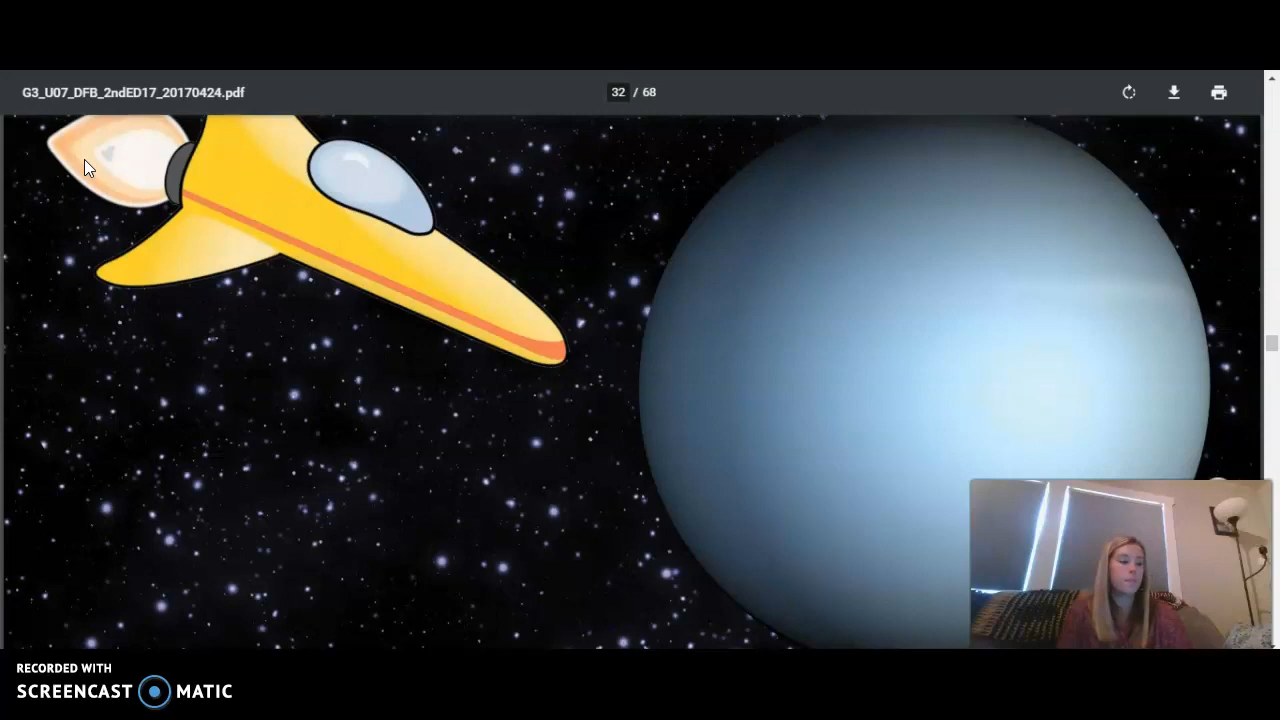 G3_U07_DFB_2ndED17_20170424.pdf
32 / 68
RECORDED WITH
SCREENCAST MATIC